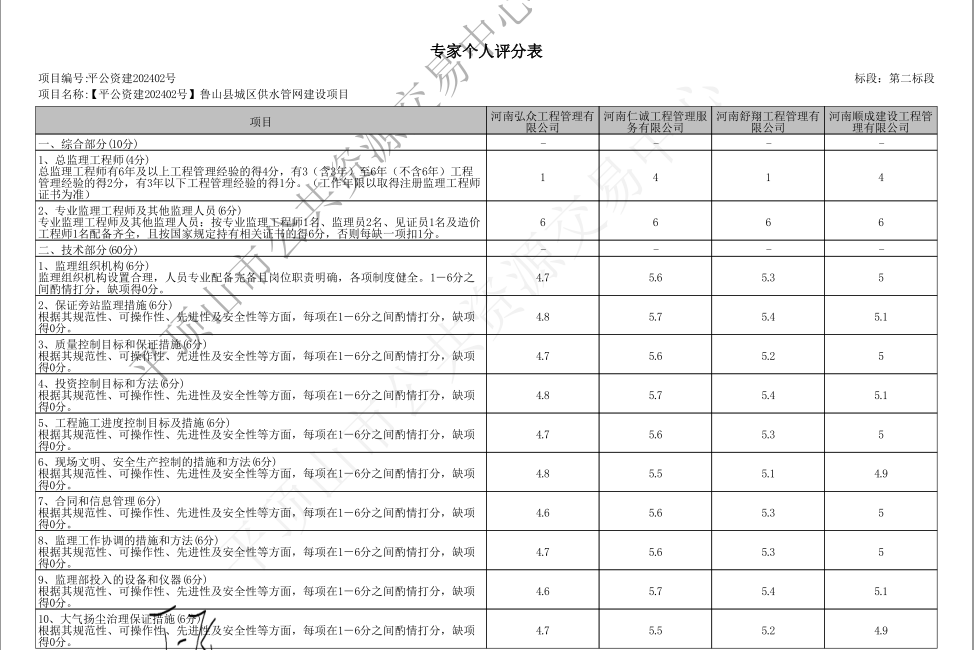 专家个人评分表
项目编号:平公资建202402号
标段：第二标段
项目名称:【平公资建202402号】鲁山县城区供水管网建设项目
项目 河南弘众工程管理有限公司 河南仁诚工程管理服务有限公司 河南舒翔工程管理有限公司 河南顺成建设工程管理有限公司
一、综合部分(10分) － － － －
1、总监理工程师(4分)
总监理工程师有6年及以上工程管理经验的得4分，有3（含3年）至6年（不含6年）工程
管理经验的得2分，有3年以下工程管理经验的得1分。（工作年限以取得注册监理工程师
证书为准）
1 4 1 4
2、专业监理工程师及其他监理人员(6分)
专业监理工程师及其他监理人员：按专业监理工程师1名、监理员2名、见证员1名及造价
工程师1名配备齐全，且按国家规定持有相关证书的得6分，否则每缺一项扣1分。
6 6 6 6
二、技术部分(60分) － － － －
1、监理组织机构(6分)
监理组织机构设置合理，人员专业配备完备且岗位职责明确，各项制度健全。1－6分之
间酌情打分，缺项得0分。
4.7 5.6 5.3 5
2、保证旁站监理措施(6分)
根据其规范性、可操作性、先进性及安全性等方面，每项在1－6分之间酌情打分，缺项
得0分。
4.8 5.7 5.4 5.1
3、质量控制目标和保证措施(6分)
根据其规范性、可操作性、先进性及安全性等方面，每项在1－6分之间酌情打分，缺项
得0分。
4.7 5.6 5.2 5
4、投资控制目标和方法(6分)
根据其规范性、可操作性、先进性及安全性等方面，每项在1－6分之间酌情打分，缺项
得0分。
4.8 5.7 5.4 5.1
5、工程施工进度控制目标及措施(6分)
根据其规范性、可操作性、先进性及安全性等方面，每项在1－6分之间酌情打分，缺项
得0分。
4.7 5.6 5.3 5
6、现场文明、安全生产控制的措施和方法(6分)
根据其规范性、可操作性、先进性及安全性等方面，每项在1－6分之间酌情打分，缺项
得0分。
4.8 5.5 5.1 4.9
7、合同和信息管理(6分)
根据其规范性、可操作性、先进性及安全性等方面，每项在1－6分之间酌情打分，缺项
得0分。
4.6 5.6 5.3 5
8、监理工作协调的措施和方法(6分)
根据其规范性、可操作性、先进性及安全性等方面，每项在1－6分之间酌情打分，缺项
得0分。
4.7 5.6 5.3 5
9、监理部投入的设备和仪器(6分)
根据其规范性、可操作性、先进性及安全性等方面，每项在1－6分之间酌情打分，缺项
得0分。
4.6 5.7 5.4 5.1
10、大气扬尘治理保证措施(6分)
根据其规范性、可操作性、先进性及安全性等方面，每项在1－6分之间酌情打分，缺项
得0分。
4.7 5.5 5.2 4.9
平顶山市公共资源交易中心
平顶山市公共资源交易中心